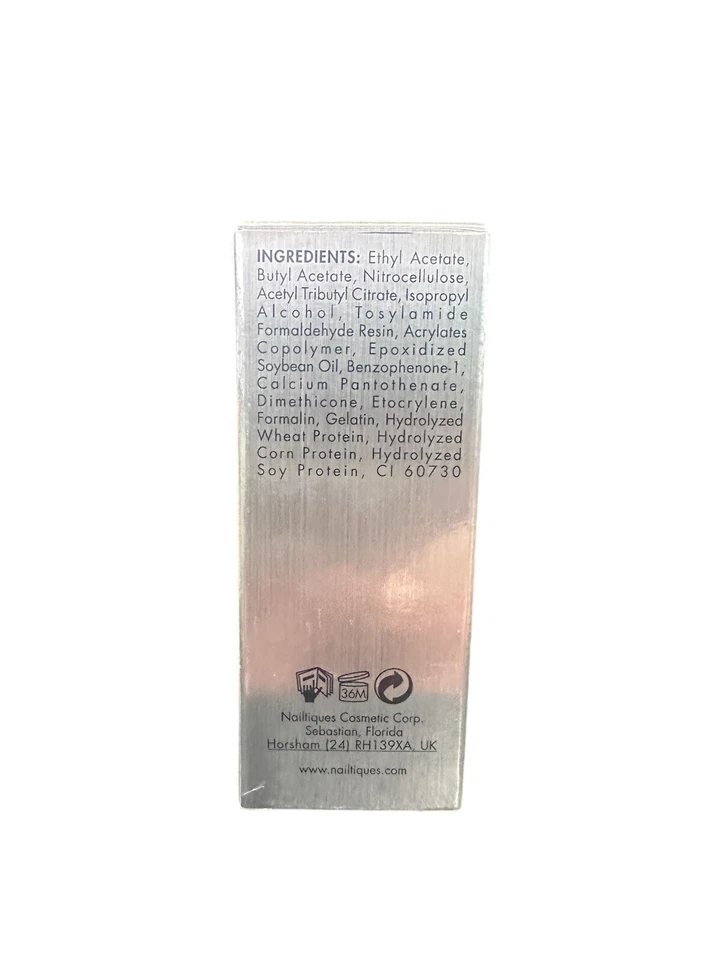 INGREDIENTS: Ethyl Acetate,
Butyl Acetate, Nitrocellulose,
Acetyl Tributyl Citrate, Isopropyl
Alcohol, Tosylamide
Formaldehyde Resin, Acrylates
Copolymer, Epoxidized
Soybean Oil, Benzophenone-1,
Calcium Pantothenate,
Dimethicone, Etocrylene,
Formalin, Gelatin, Hydrolyzed
Wheat Protein, Hydrolyzed
Corn Protein, Hydrolyzed
Soy Protein, CI 60730
36M
Nailtiques Cosmetic Corp.
Sebastian, Florida
Horsham (24) RH139XA, UK
www.nailtiques.com